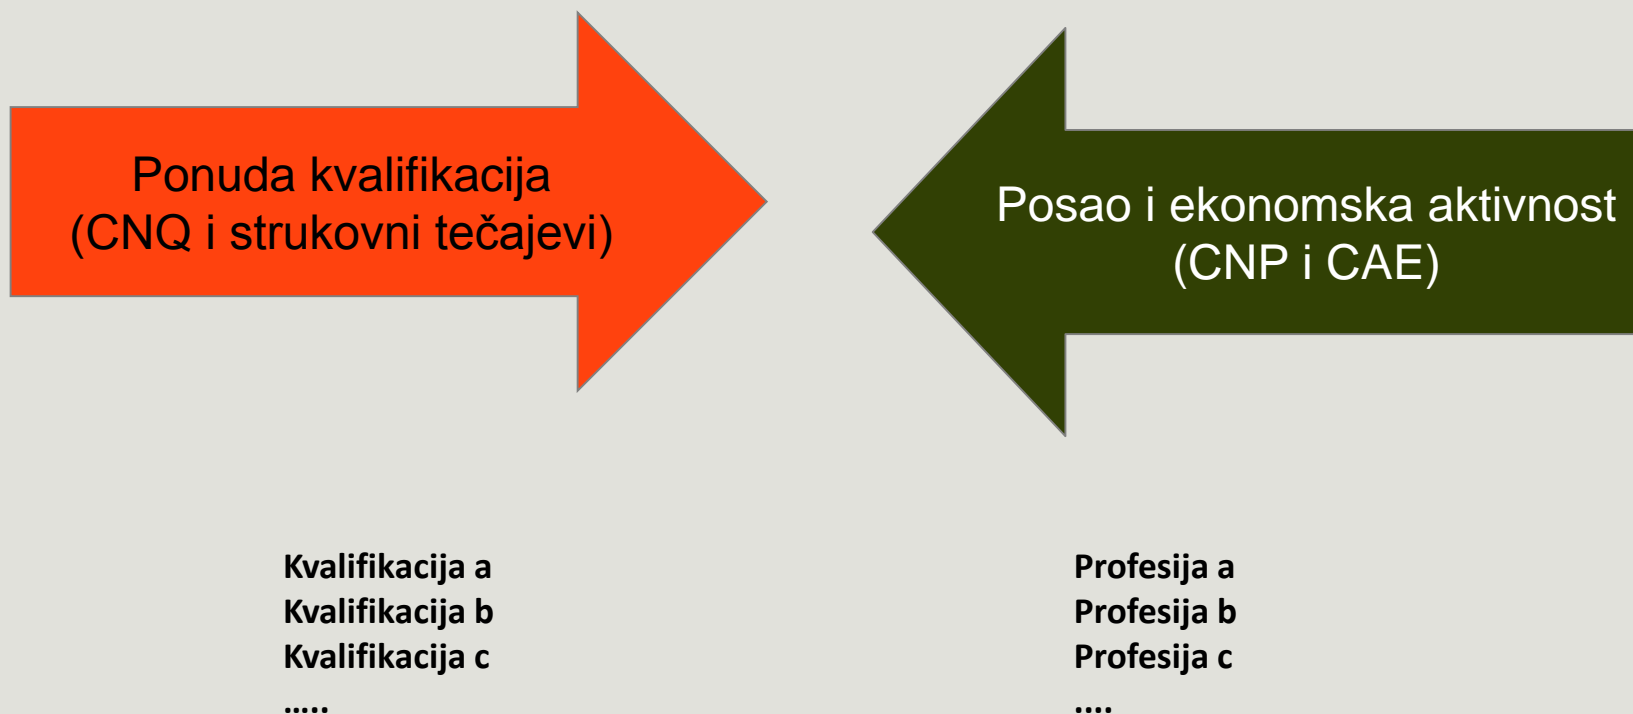 Ponuda kvalifikacija
(CNQ i strukovni tečajevi)
Posao i ekonomska aktivnost
(CNP i CAE)
Kvalifikacija a
Kvalifikacija b
Kvalifikacija c
…..
Profesija a
Profesija b
Profesija c
….